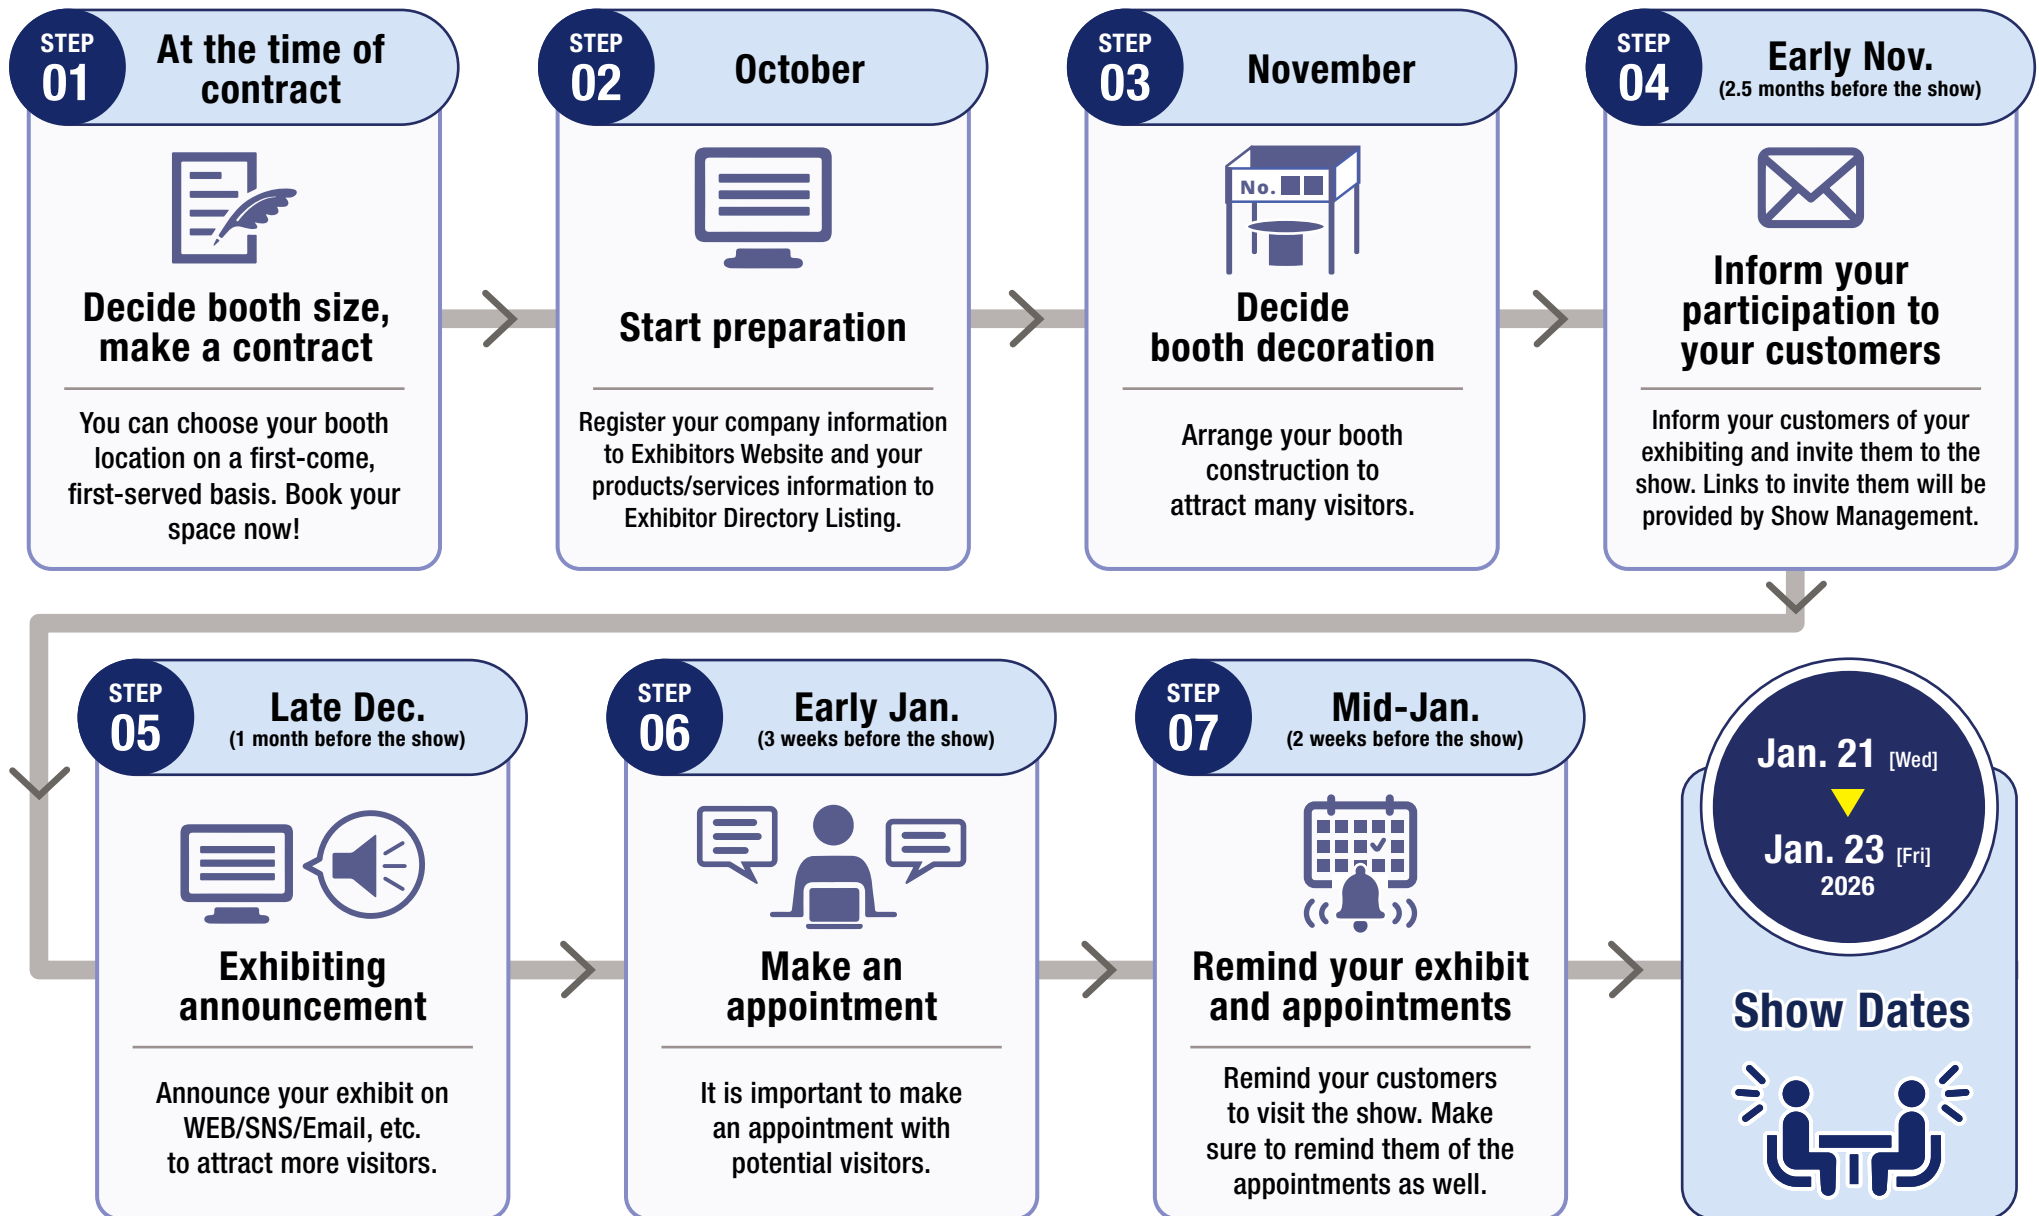 STEP
01
At the time of
contract
Decide booth size,
make a contract
You can choose your booth
location on a first-come,
first-served basis. Book your
space now!
STEP
02
October
Start preparation
Register your company information
to Exhibitors Website and your
products/services information to
Exhibitor Directory Listing.
STEP
03
November
No.
Decide
booth decoration
Arrange your booth
construction to
attract many visitors.
STEP
04
Early Nov.
(2.5 months before the show)
Inform your
participation to
your customers
Inform your customers of your
exhibiting and invite them to the
show. Links to invite them will be
provided by Show Management.
STEP
05
Late Dec.
(1 month before the show)
Exhibiting
announcement
Announce your exhibit on
WEB/SNS/Email, etc.
to attract more visitors.
STEP
06
Early Jan.
(3 weeks before the show)
Make an
appointment
It is important to make
an appointment with
potential visitors.
STEP
07
Mid-Jan.
(2 weeks before the show)
Remind your exhibit
and appointments
Remind your customers
to visit the show. Make
sure to remind them of the
appointments as well.
Jan. 21 [Wed]
Jan. 23 [Fri]
2026
Show Dates